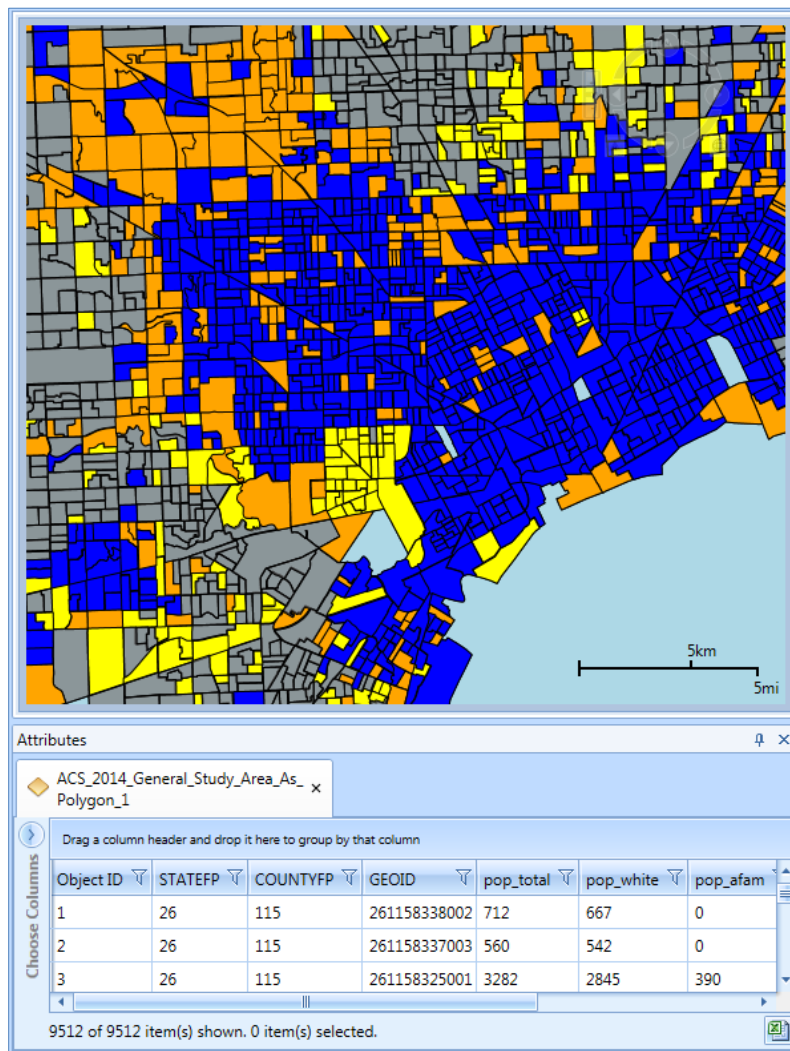 5km
5mi
Attributes
ACS_2014_General_Study_Area_As_
Polygon_1
Choose Columns
Drag a column header and drop it here to group by that column
Object ID STATEFP COUNTYFP GEOID pop_total pop_white pop_afam
1 26 115 261158338002 712 667 0
2 26 115 261158337003 560 542 0
3 26 115 261158325001 3282 2845 390
9512 of 9512 item(s) shown. 0 item(s) selected.